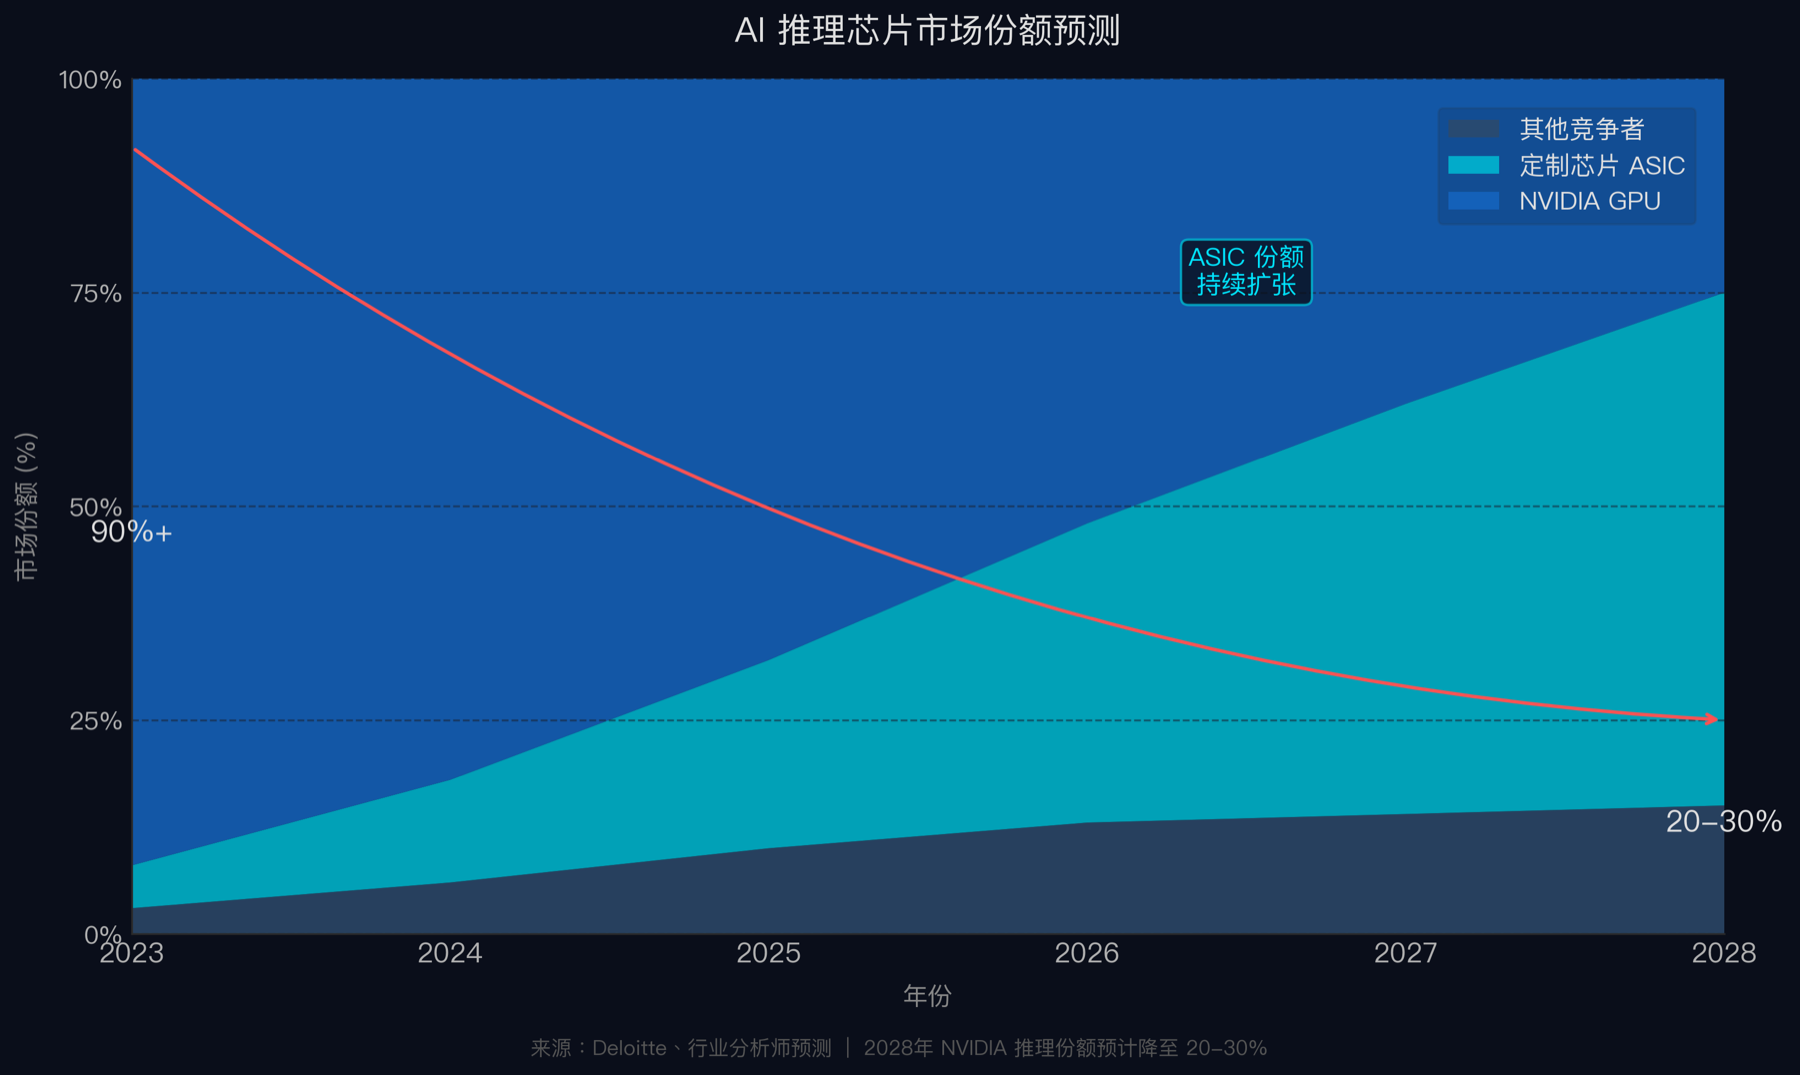 AI 推理芯片市场份额预测
100%
75%
50%
25%
0%
市场份额 (%)
其他竞争者
定制芯片 ASIC
NVIDIA GPU
ASIC 份额
持续扩张
90%+
20–30%
2023
2024
2025
2026
2027
2028
年份
来源：Deloitte、行业分析师预测 ｜ 2028年 NVIDIA 推理份额预计降至 20–30%